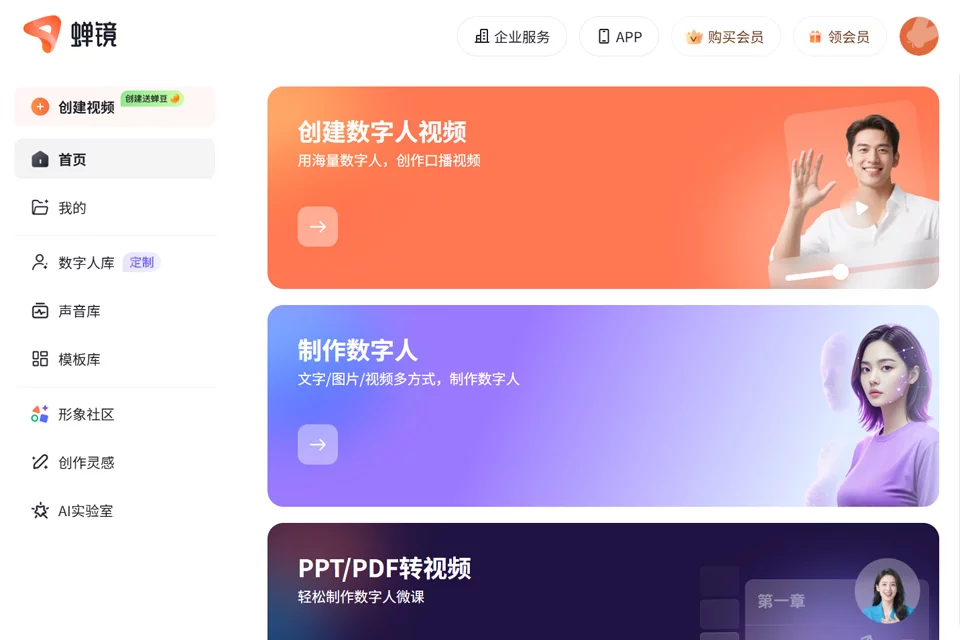 蝉镜
企业服务
APP
购买会员
领会员
创建视频
创建送蝉豆
首页
我的
数字人库
定制
声音库
模板库
形象社区
创作灵感
AI实验室
创建数字人视频
用海量数字人，创作口播视频
制作数字人
文字/图片/视频多方式，制作数字人
PPT/PDF转视频
轻松制作数字人微课
第一章